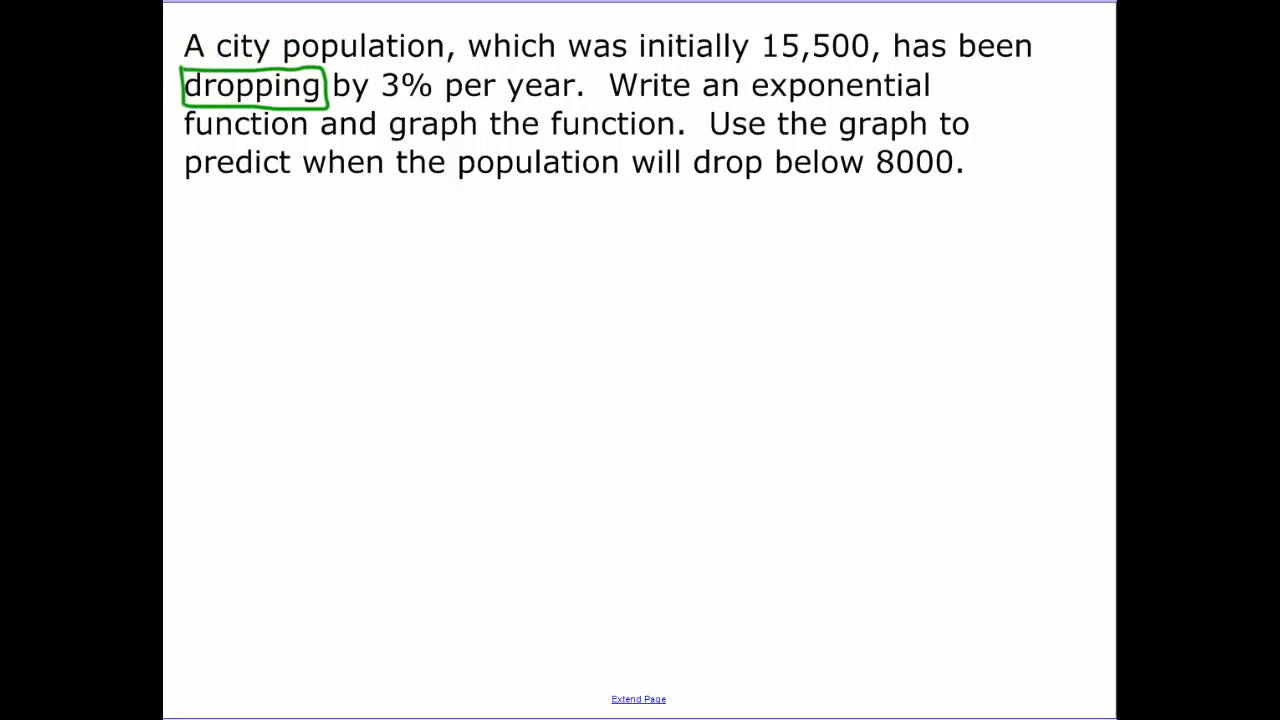 A city population, which was initially 15,500, has been
dropping by 3% per year.  Write an exponential
function and graph the function.  Use the graph to
predict when the population will drop below 8000.
Extend Page